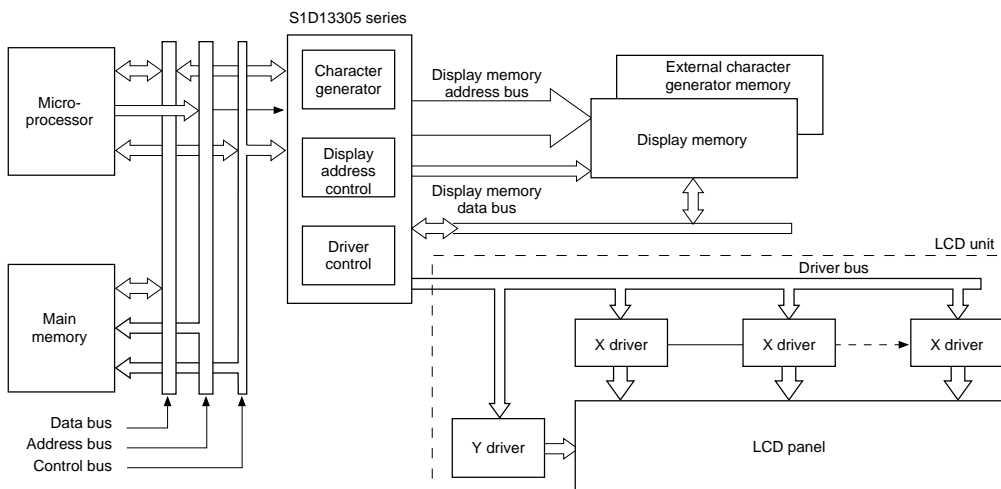 S1D13305 series
Micro-
processor
Character
generator
Display memory
address bus
External character
generator memory
Display memory
Display
address
control
Display memory
data bus
Driver
control
LCD unit
Driver bus
Main
memory
X driver
X driver
X driver
Data bus
Address bus
Control bus
Y driver
LCD panel